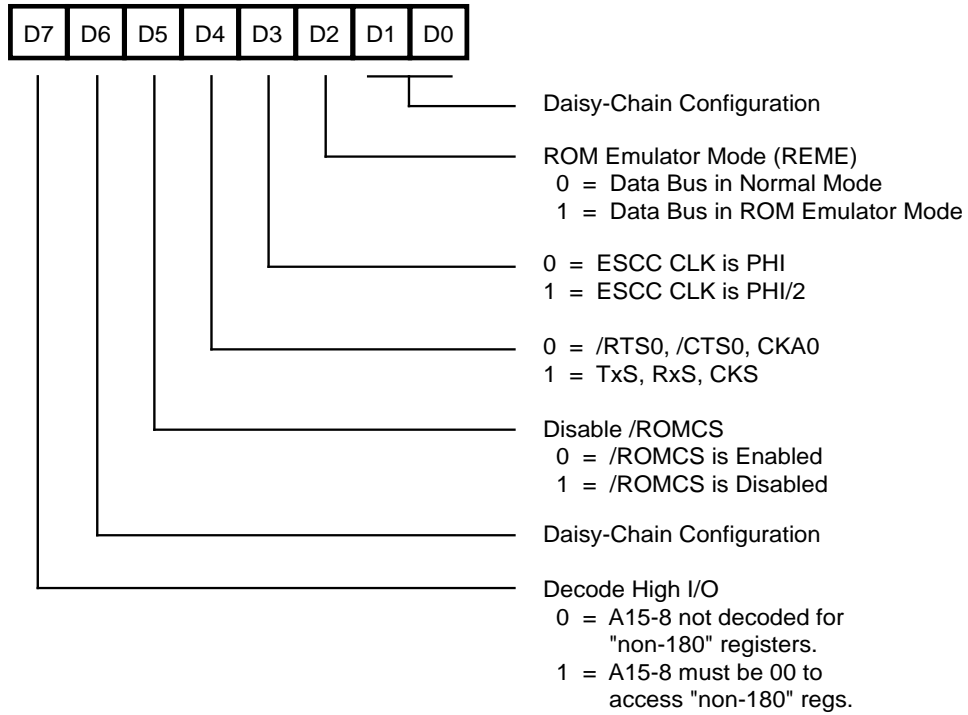 D7 D6 D5 D4 D3 D2 D1 D0
Daisy-Chain Configuration
ROM Emulator Mode (REME)
0 = Data Bus in Normal Mode
1 = Data Bus in ROM Emulator Mode
0 = ESCC CLK is PHI
1 = ESCC CLK is PHI/2
0 = /RTS0, /CTS0, CKA0
1 = TxS, RxS, CKS
Disable /ROMCS
0 = /ROMCS is Enabled
1 = /ROMCS is Disabled
Daisy-Chain Configuration
Decode High I/O
0 = A15-8 not decoded for
"non-180" registers.
1 = A15-8 must be 00 to
access "non-180" regs.